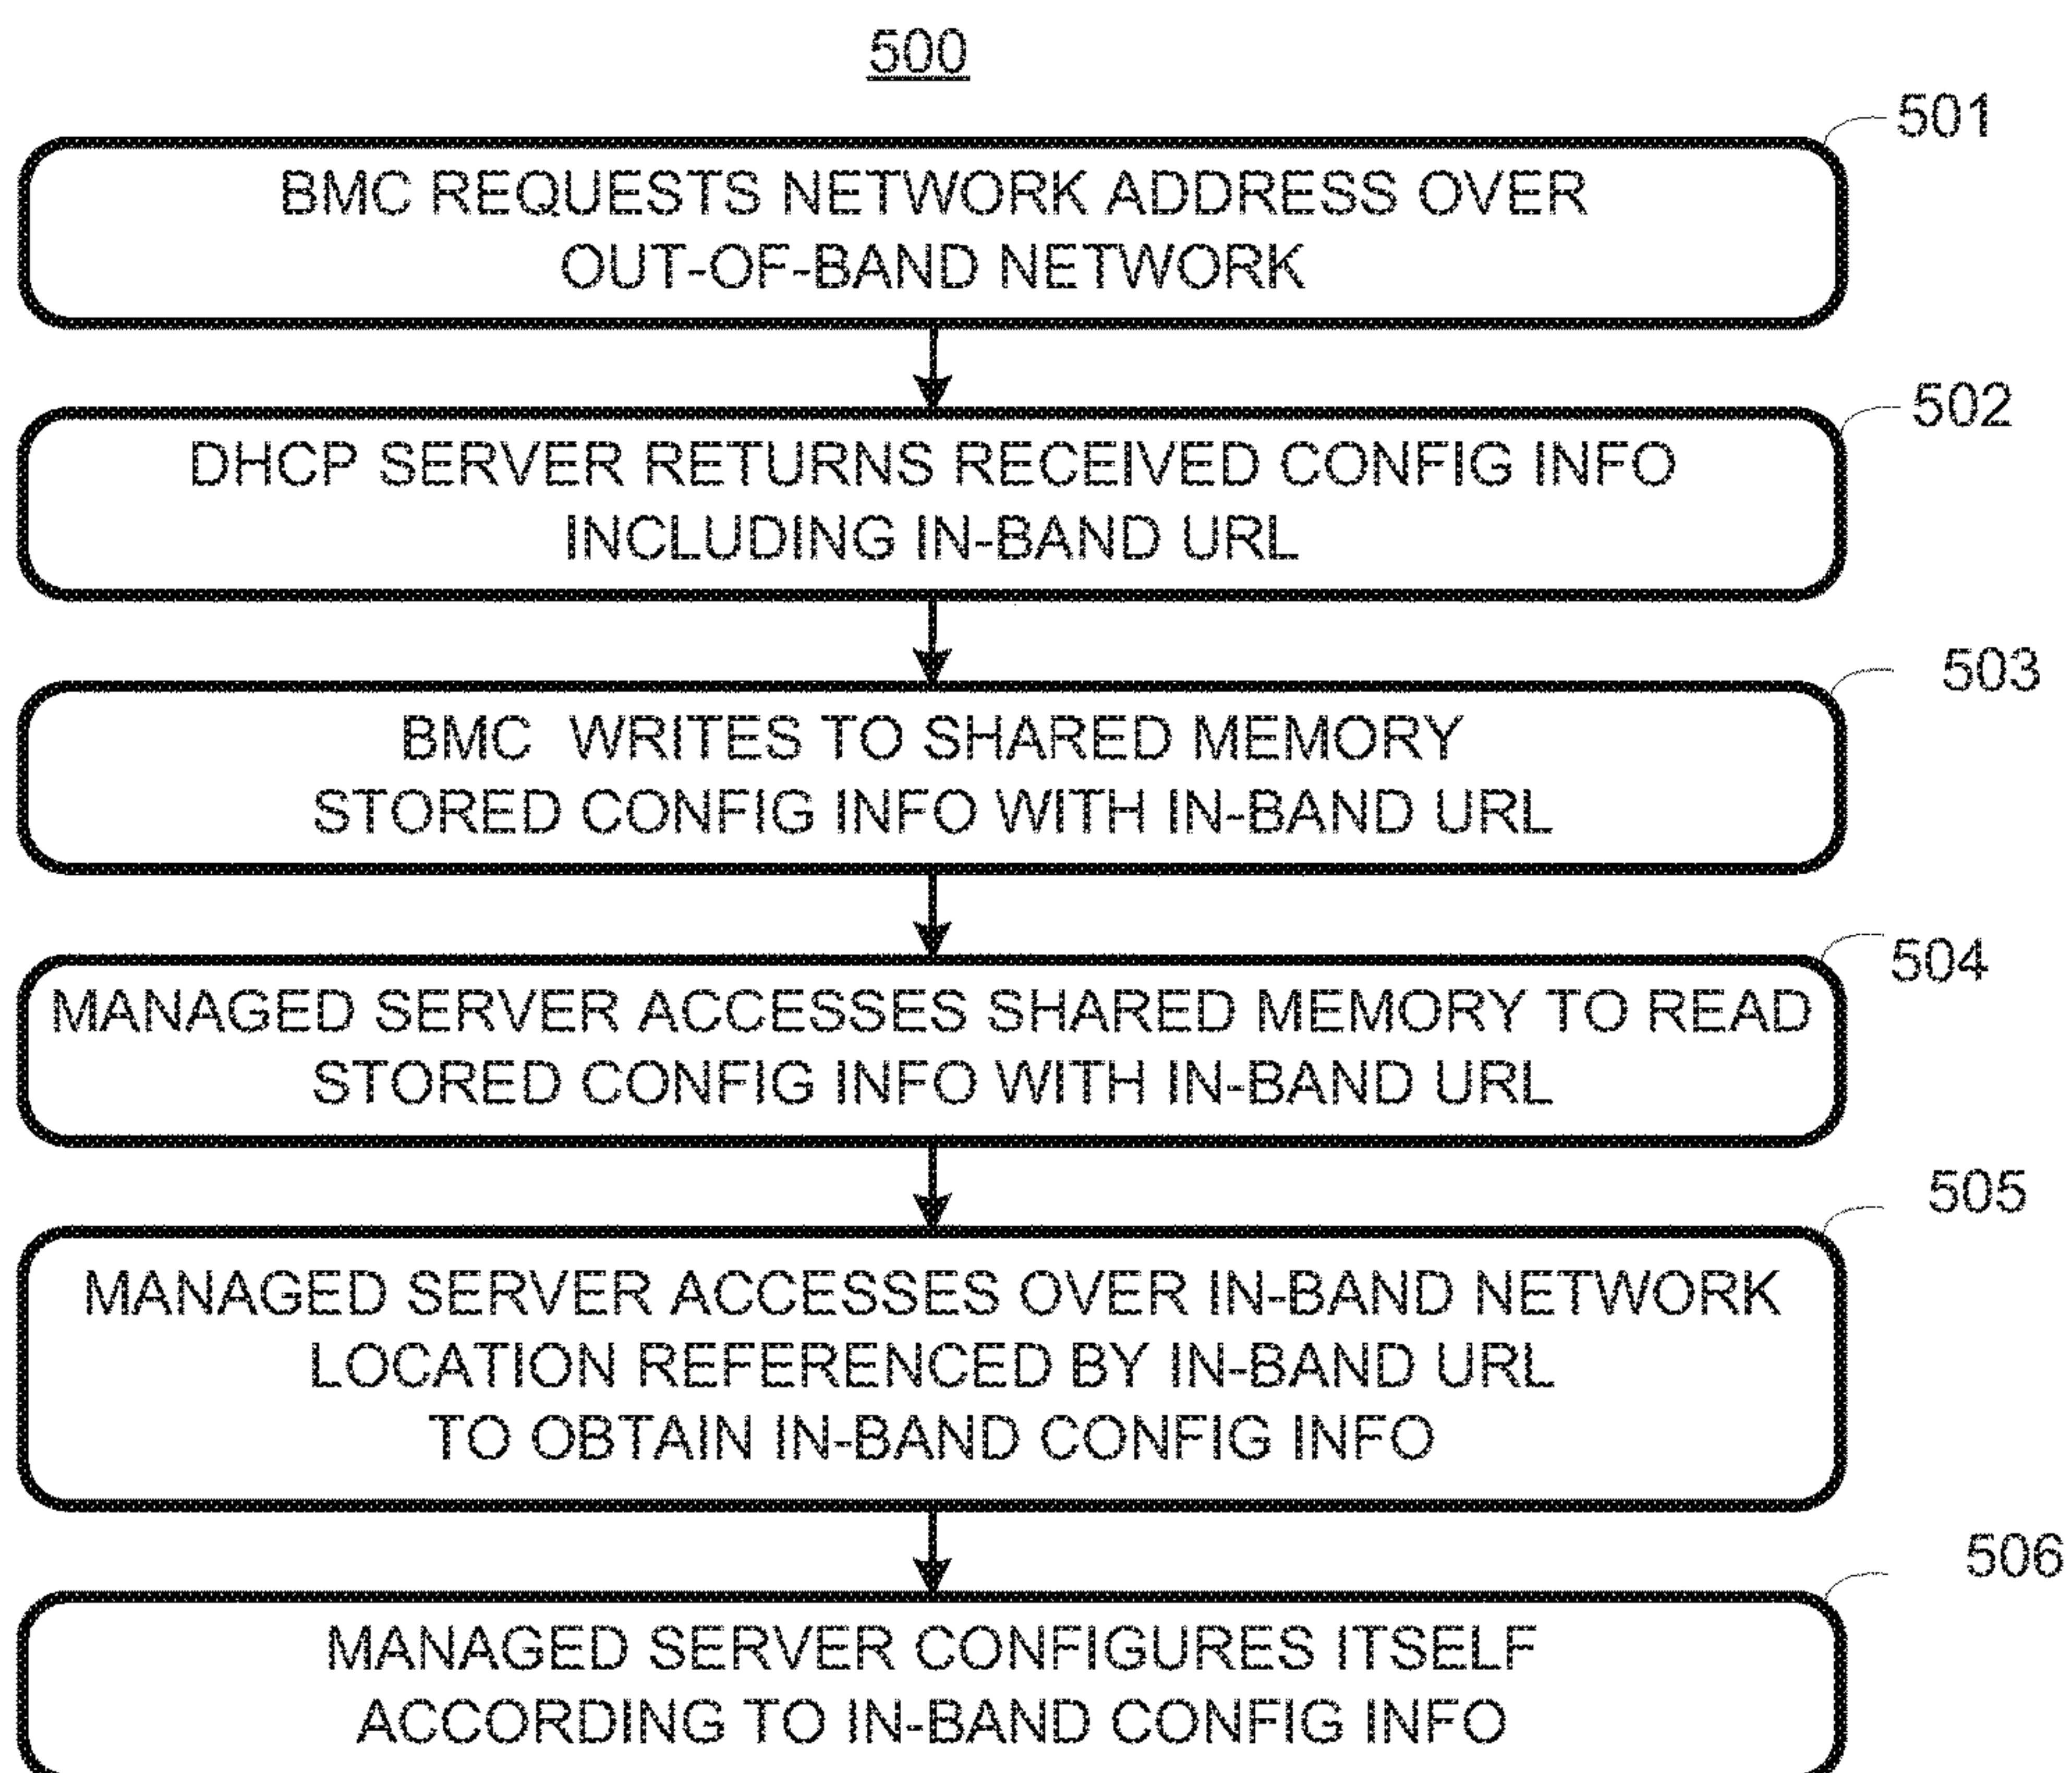 500
501
BMC REQUESTS NETWORK ADDRESS OVER
OUT-OF-BAND NETWORK
502
DHCP SERVER RETURNS RECEIVED CONFIG INFO
INCLUDING IN-BAND URL
503
BMC WRITES TO SHARED MEMORY
STORED CONFIG INFO WITH IN-BAND URL
504
MANAGED SERVER ACCESSES SHARED MEMORY TO READ
STORED CONFIG INFO WITH IN-BAND URL
505
MANAGED SERVER ACCESSES OVER IN-BAND NETWORK
LOCATION REFERENCED BY IN-BAND URL
TO OBTAIN IN-BAND CONFIG INFO
506
MANAGED SERVER CONFIGURES ITSELF
ACCORDING TO IN-BAND CONFIG INFO